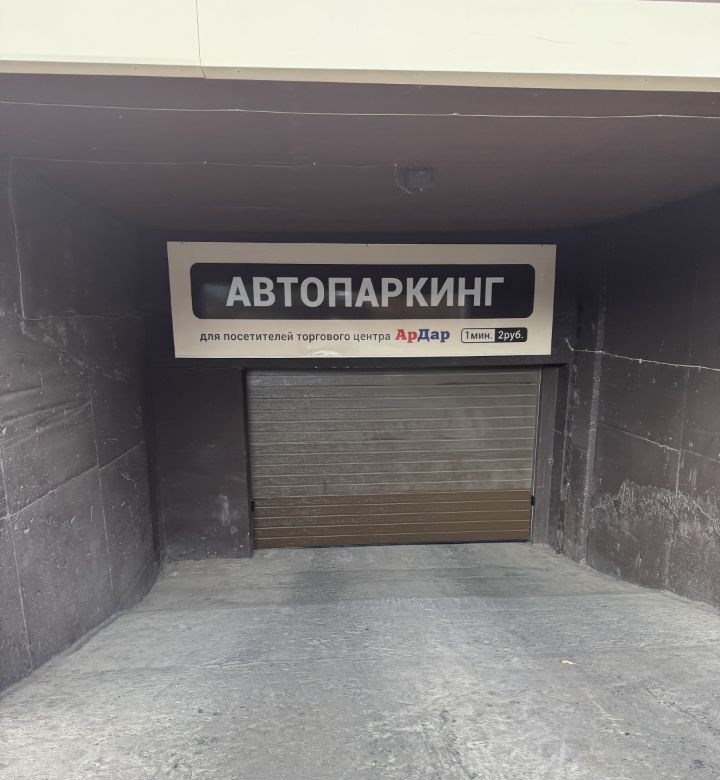 АВТОПАРКИНГ
для посетителей торгового центра АрДар 1мин. 2руб.